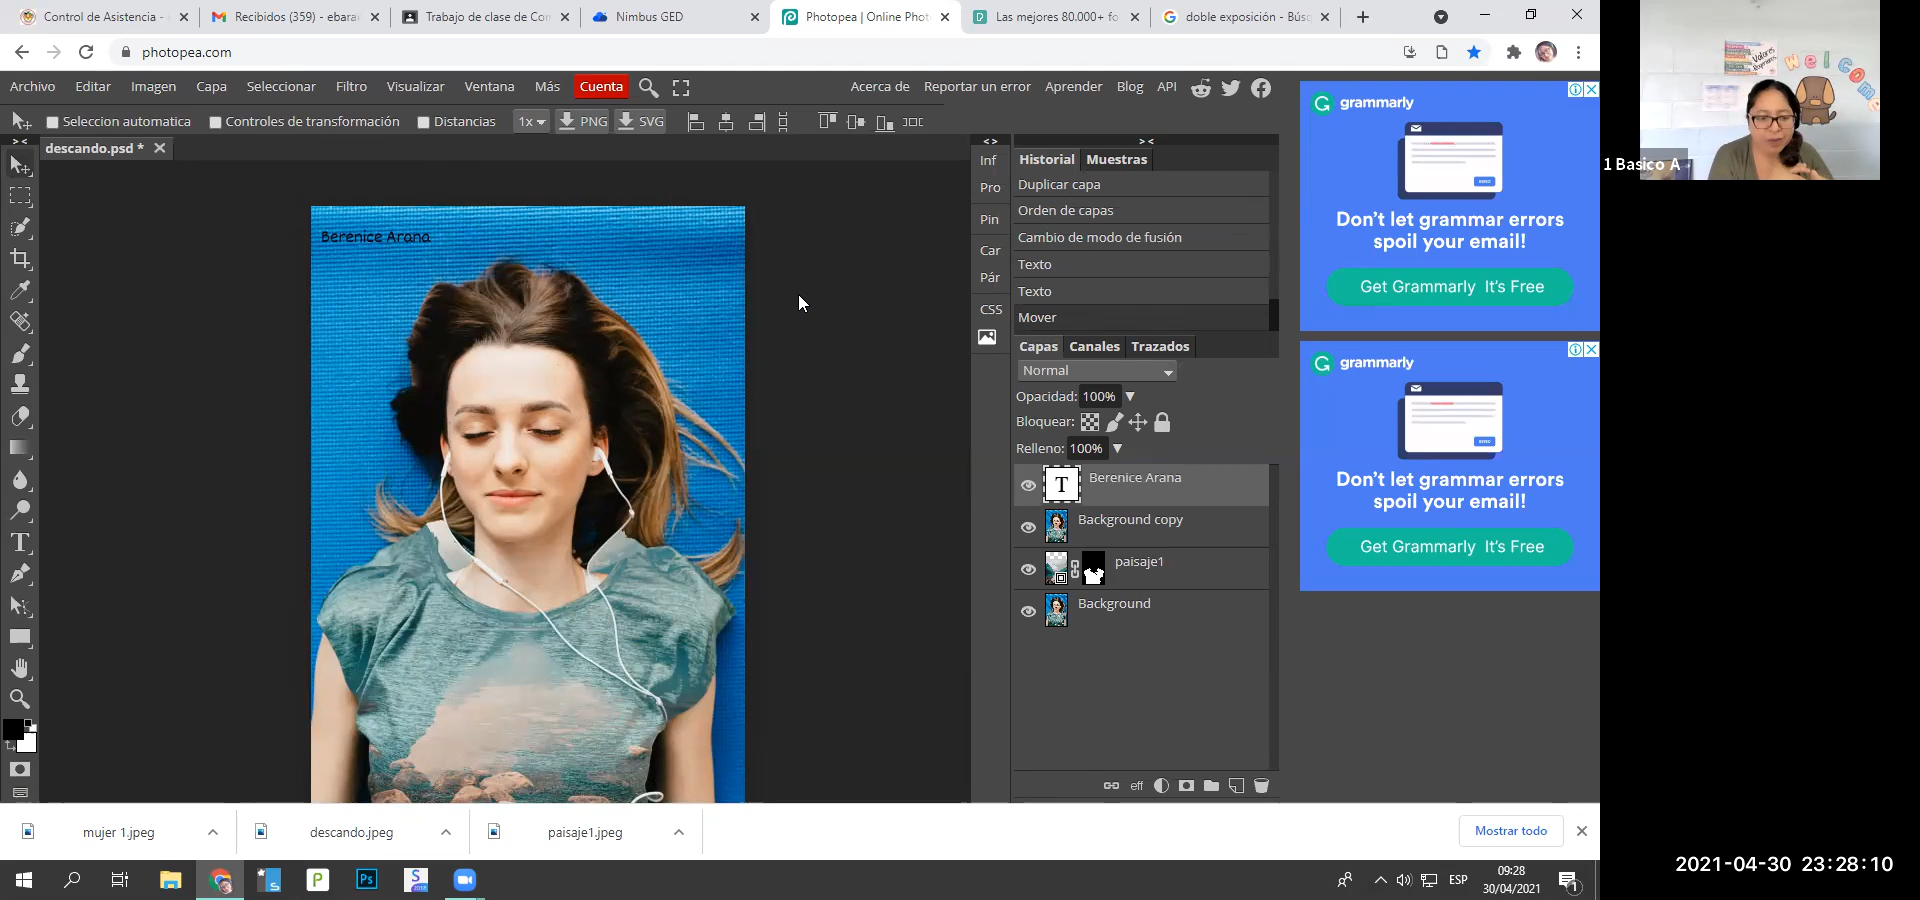 Control de Asistencia -
Recibidos (359) - ebara
Trabajo de clase de Con
Nimbus GED
Photopea | Online Phot
Las mejores 80.000+ fo
doble exposición - Bús
photopea.com
Archivo Editar Imagen Capa Seleccionar Filtro Visualizar Ventana Más Cuenta
Acerca de Reportar un error Aprender Blog API
Seleccion automatica Controles de transformación Distancias 1x PNG SVG
descando.psd *
Berenice Arana
Inf
Pro
Pin
Car
Pár
CSS
Historial Muestras
Duplicar capa
Orden de capas
Cambio de modo de fusión
Texto
Texto
Mover
Capas Canales Trazados
Normal
Opacidad: 100%
Bloquear:
Relleno: 100%
T Berenice Arana
Background copy
paisaje1
Background
eff
grammarly
Don't let grammar errors
spoil your email!
Get Grammarly It's Free
grammarly
Don't let grammar errors
spoil your email!
Get Grammarly It's Free
welcome
Valores
1 Basico A
mujer 1.jpeg
descando.jpeg
paisaje1.jpeg
Mostrar todo
ESP
09:28
30/04/2021
2021-04-30 23:28:10